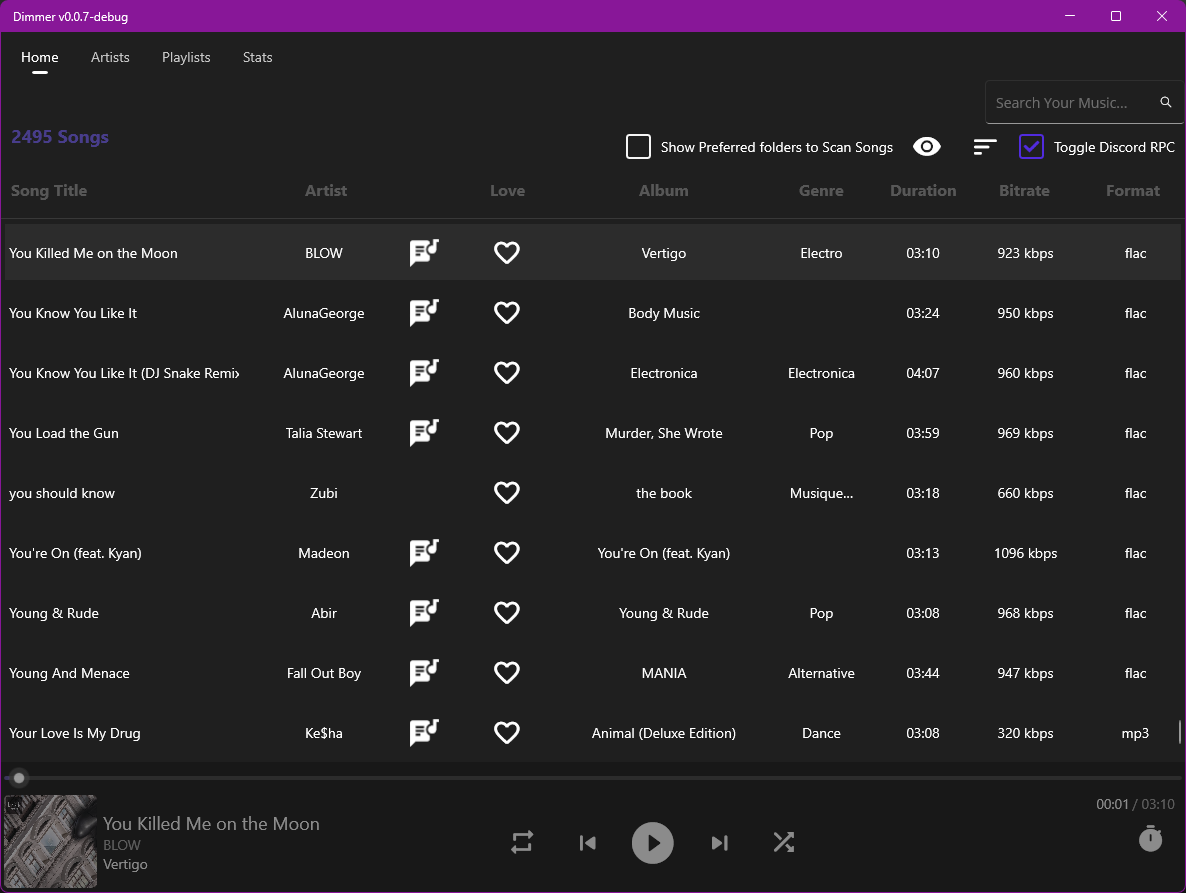 Dimmer v0.0.7-debug
Home Artists Playlists Stats
Search Your Music...
2495 Songs
Show Preferred folders to Scan Songs Toggle Discord RPC
Song Title Artist Love Album Genre Duration Bitrate Format
You Killed Me on the Moon BLOW Vertigo Electro 03:10 923 kbps flac
You Know You Like It AlunaGeorge Body Music 03:24 950 kbps flac
You Know You Like It (DJ Snake Remix AlunaGeorge Electronica Electronica 04:07 960 kbps flac
You Load the Gun Talia Stewart Murder, She Wrote Pop 03:59 969 kbps flac
you should know Zubi the book Musique... 03:18 660 kbps flac
You're On (feat. Kyan) Madeon You're On (feat. Kyan) 03:13 1096 kbps flac
Young & Rude Abir Young & Rude Pop 03:08 968 kbps flac
Young And Menace Fall Out Boy MANIA Alternative 03:44 947 kbps flac
Your Love Is My Drug Ke$ha Animal (Deluxe Edition) Dance 03:08 320 kbps mp3
00:01 / 03:10
You Killed Me on the Moon
BLOW
Vertigo